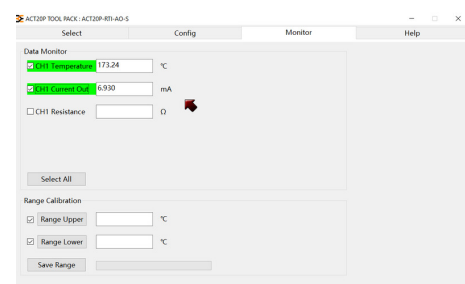 ACT20P TOOL PACK : ACT20P-RTI-AO-S
Select Config Monitor Help
Data Monitor
CH1 Temperature 173.24 °C
CH1 Current Out 6.930 mA
CH1 Resistance Ω
Select All
Range Calibration
Range Upper °C
Range Lower °C
Save Range